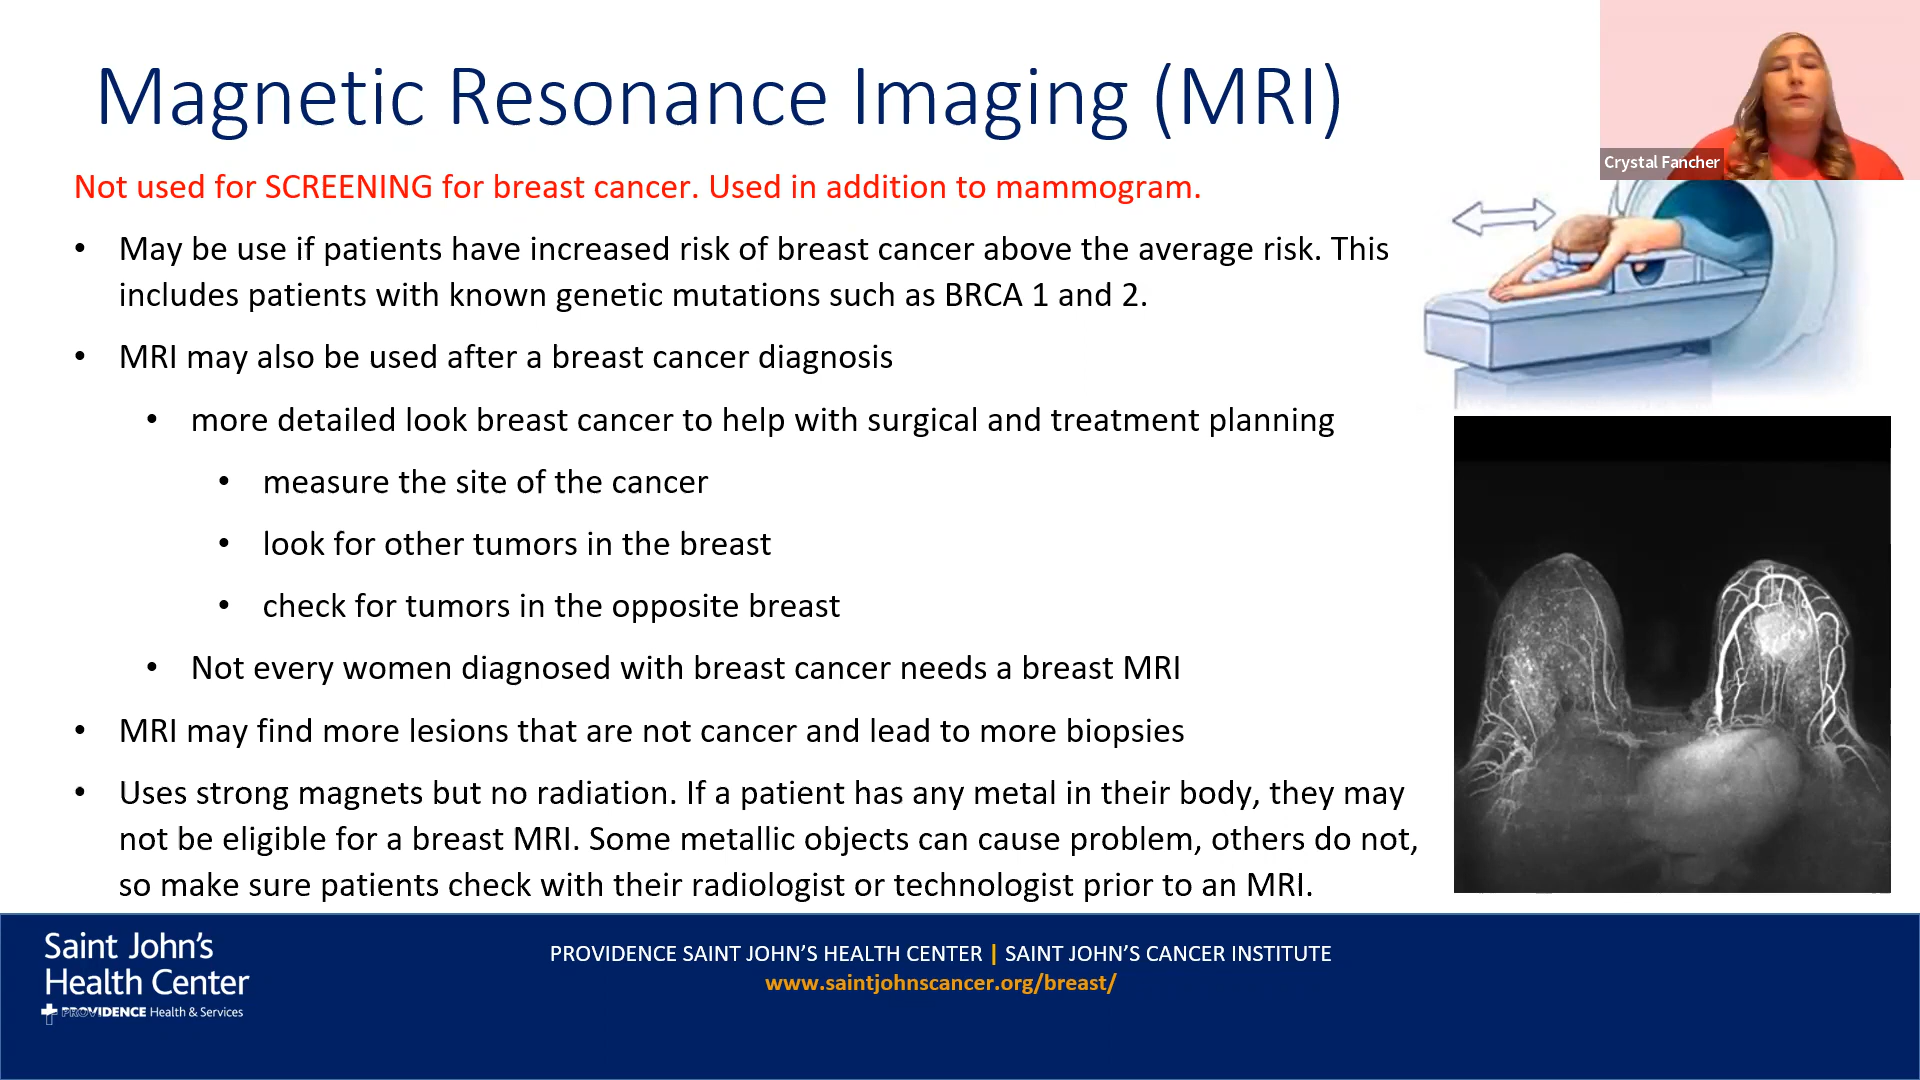 Magnetic Resonance Imaging (MRI)
Crystal Fancher
Not used for SCREENING for breast cancer. Used in addition to mammogram.
• May be use if patients have increased risk of breast cancer above the average risk. This
includes patients with known genetic mutations such as BRCA 1 and 2.
• MRI may also be used after a breast cancer diagnosis
• more detailed look breast cancer to help with surgical and treatment planning
• measure the site of the cancer
• look for other tumors in the breast
• check for tumors in the opposite breast
• Not every women diagnosed with breast cancer needs a breast MRI
• MRI may find more lesions that are not cancer and lead to more biopsies
• Uses strong magnets but no radiation. If a patient has any metal in their body, they may
not be eligible for a breast MRI. Some metallic objects can cause problem, others do not,
so make sure patients check with their radiologist or technologist prior to an MRI.
Saint John's
Health Center
PROVIDENCE Health & Services
PROVIDENCE SAINT JOHN'S HEALTH CENTER | SAINT JOHN'S CANCER INSTITUTE
www.saintjohnscancer.org/breast/